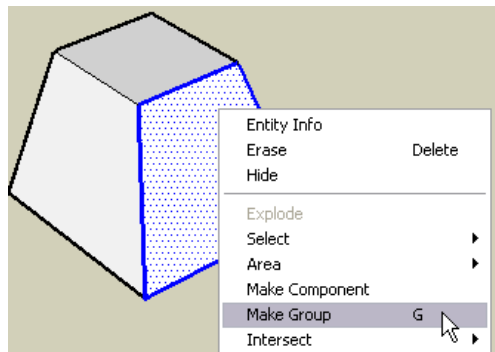 Entity Info
Erase Delete
Hide
Explode
Select
Area
Make Component
Make Group G
Intersect